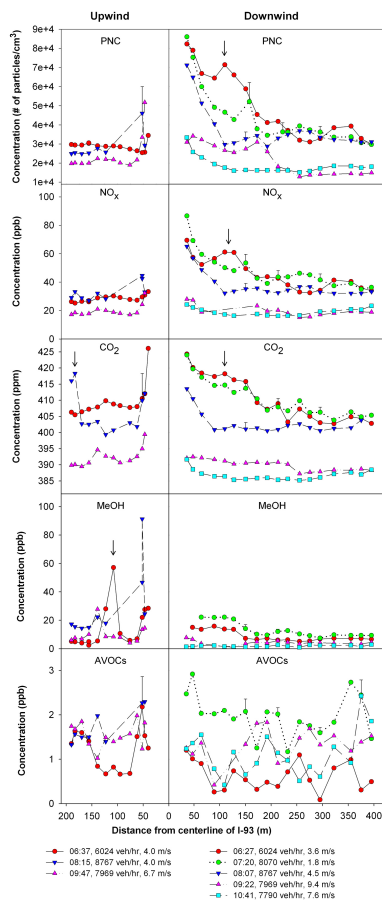 Upwind
Downwind
PNC
PNC
Concentration (# of particles/cm3)
9e+4
8e+4
7e+4
6e+4
5e+4
4e+4
3e+4
2e+4
1e+4
NOx
NOx
Concentration (ppb)
100
80
60
40
20
0
CO2
CO2
Concentration (ppm)
425
420
415
410
405
400
395
390
385
MeOH
MeOH
Concentration (ppb)
100
80
60
40
20
0
AVOCs
AVOCs
Concentration (ppb)
3
2
1
0
200 150 100 50 0 50 100 150 200 250 300 350 400
Distance from centerline of I-93 (m)
06:37, 6024 veh/hr, 4.0 m/s
08:15, 8767 veh/hr, 4.0 m/s
09:47, 7969 veh/hr, 6.7 m/s
06:27, 6024 veh/hr, 3.6 m/s
07:20, 8070 veh/hr, 1.8 m/s
08:07, 8767 veh/hr, 4.5 m/s
09:22, 7969 veh/hr, 9.4 m/s
10:41, 7790 veh/hr, 7.6 m/s